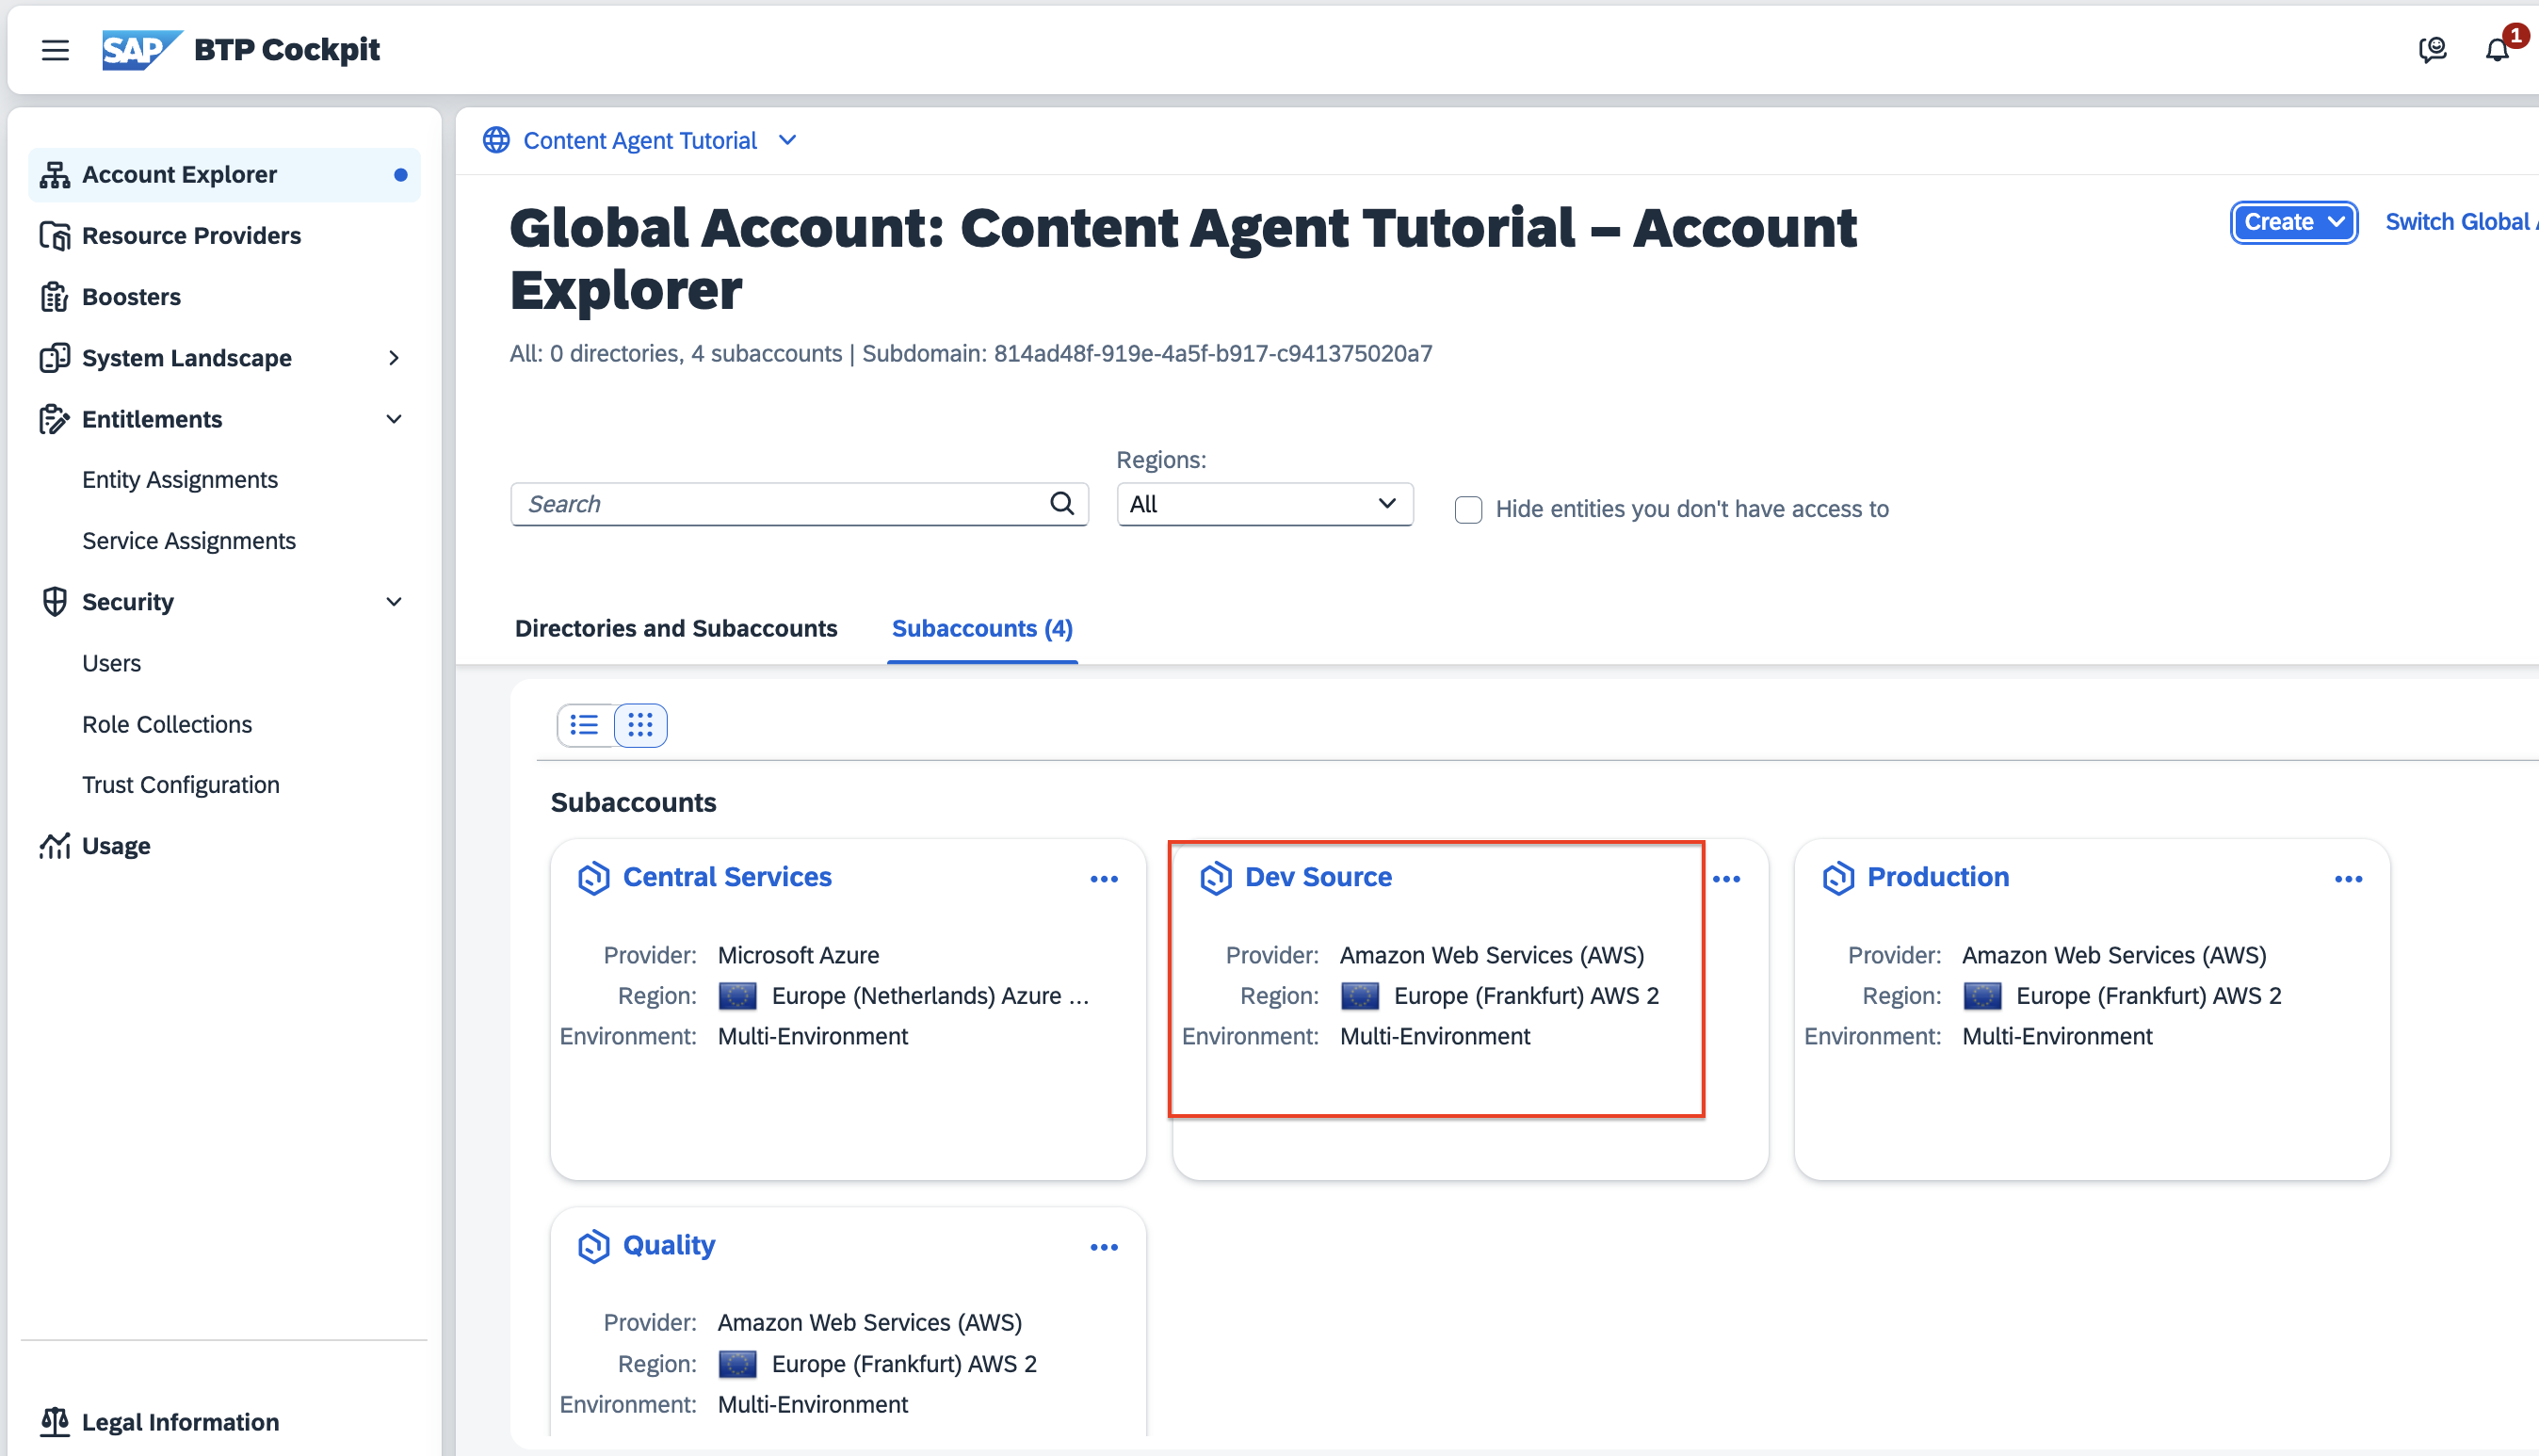 SAP BTP Cockpit
1
Account Explorer
Resource Providers
Boosters
System Landscape
Entitlements
Entity Assignments
Service Assignments
Security
Users
Role Collections
Trust Configuration
Usage
Legal Information
Content Agent Tutorial
Global Account: Content Agent Tutorial – Account
Explorer
Create
Switch Global
All: 0 directories, 4 subaccounts | Subdomain: 814ad48f-919e-4a5f-b917-c941375020a7
Regions:
Search
All
Hide entities you don't have access to
Directories and Subaccounts
Subaccounts (4)
Subaccounts
Central Services
Provider: Microsoft Azure
Region: Europe (Netherlands) Azure ...
Environment: Multi-Environment
Dev Source
Provider: Amazon Web Services (AWS)
Region: Europe (Frankfurt) AWS 2
Environment: Multi-Environment
Production
Provider: Amazon Web Services (AWS)
Region: Europe (Frankfurt) AWS 2
Environment: Multi-Environment
Quality
Provider: Amazon Web Services (AWS)
Region: Europe (Frankfurt) AWS 2
Environment: Multi-Environment